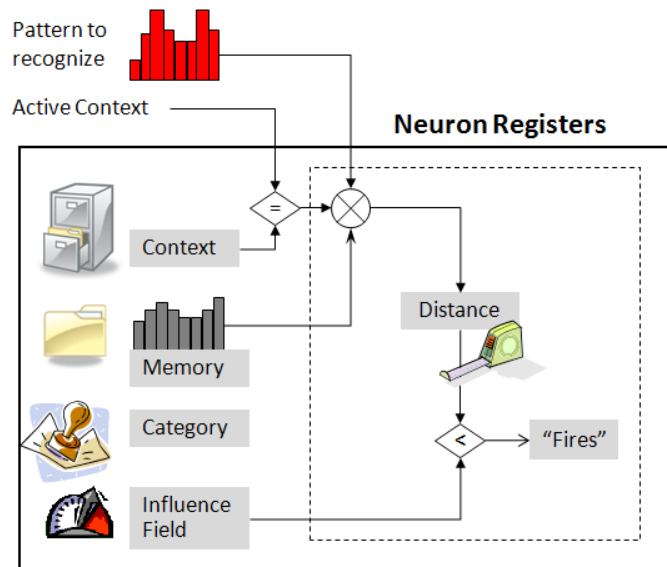 Pattern to
recognize
Active Context
Neuron Registers
=
Context
Distance
Memory
Category
<
“Fires”
Influence
Field